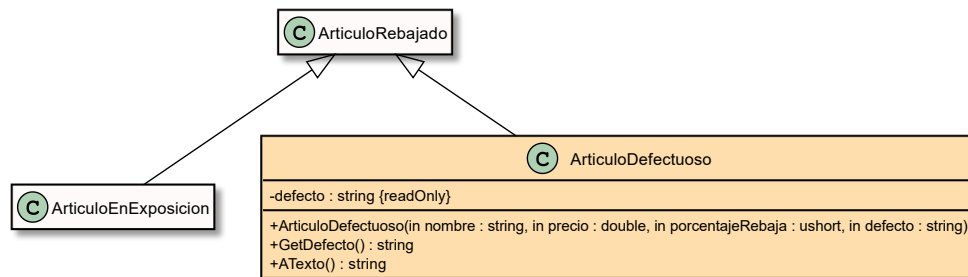 C ArticuloRebajado
C ArticuloDefectuoso
-defecto : string {readOnly}
C ArticuloEnExposicion
+ArticuloDefectuoso(in nombre : string, in precio : double, in porcentajeRebaja : ushort, in defecto : string)
+GetDefecto() : string
+ATexto() : string